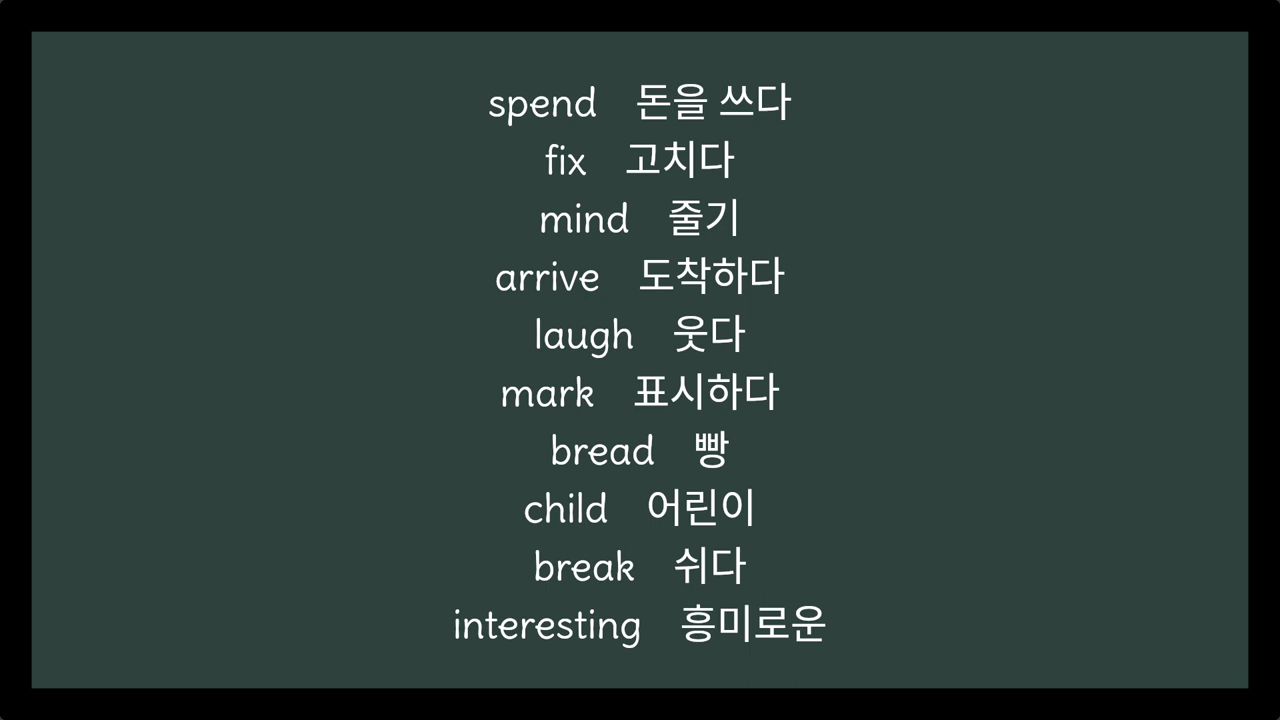 spend 돈을 쓰다
fix 고치다
mind 줄기
arrive 도착하다
laugh 웃다
mark 표시하다
bread 빵
child 어린이
break 쉬다
interesting 흥미로운